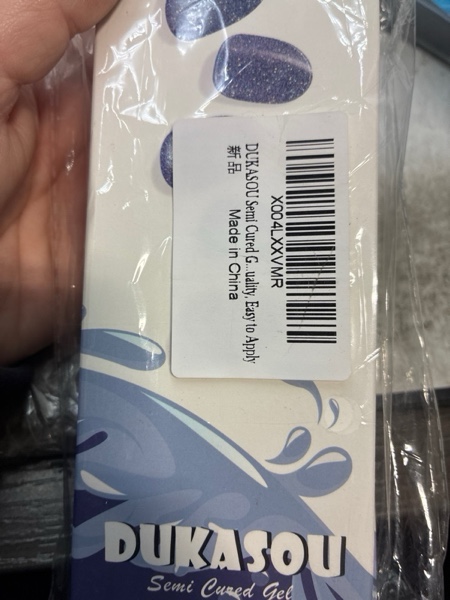 X004LXXVMR
DUKASOU Semi Cured G...uality, Easy to Apply
新品 Made in China
DUKASOU
Semi Cured Gel